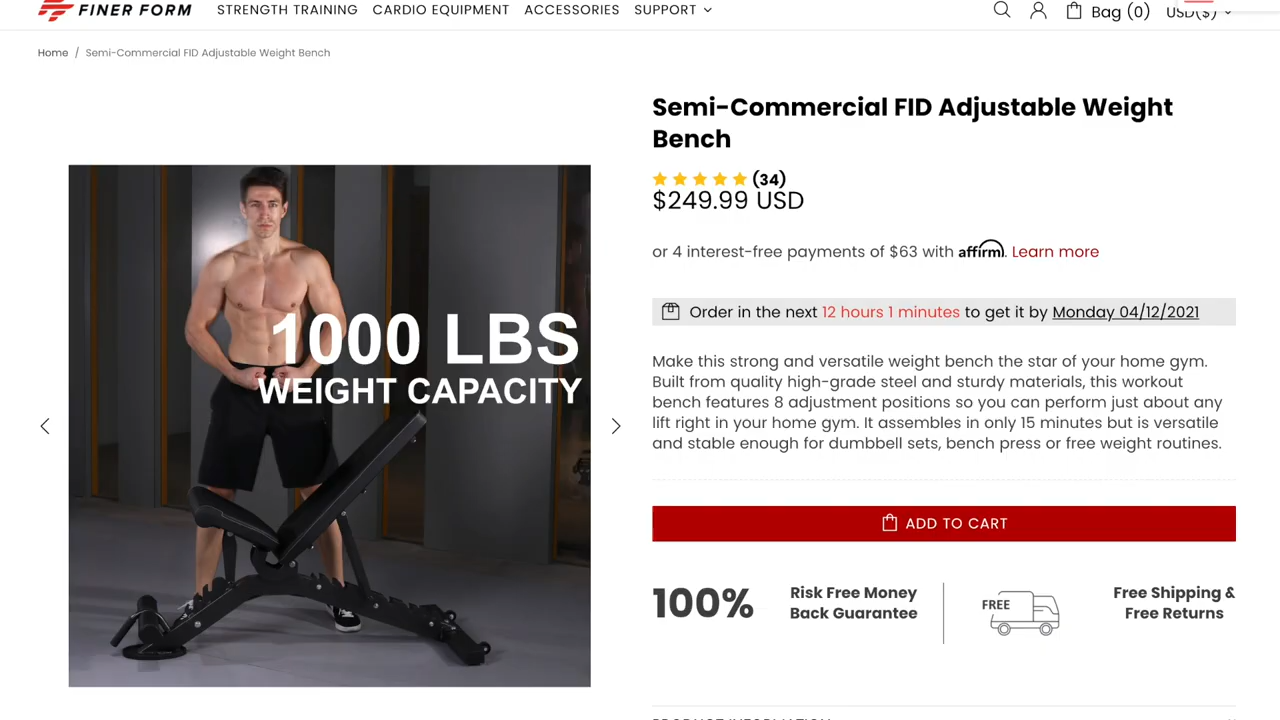 FINER FORM
STRENGTH TRAINING
CARDIO EQUIPMENT
ACCESSORIES
SUPPORT
Bag (0)
USD($)
Home / Semi-Commercial FID Adjustable Weight Bench
1000 LBS
WEIGHT CAPACITY
Semi-Commercial FID Adjustable Weight
Bench
(34)
$249.99 USD
or 4 interest-free payments of $63 with affirm. Learn more
Order in the next 12 hours 1 minutes to get it by Monday 04/12/2021
Make this strong and versatile weight bench the star of your home gym.
Built from quality high-grade steel and sturdy materials, this workout
bench features 8 adjustment positions so you can perform just about any
lift right in your home gym. It assembles in only 15 minutes but is versatile
and stable enough for dumbbell sets, bench press or free weight routines.
ADD TO CART
100%
Risk Free Money
Back Guarantee
FREE
Free Shipping &
Free Returns
PRODUCT INFORMATION